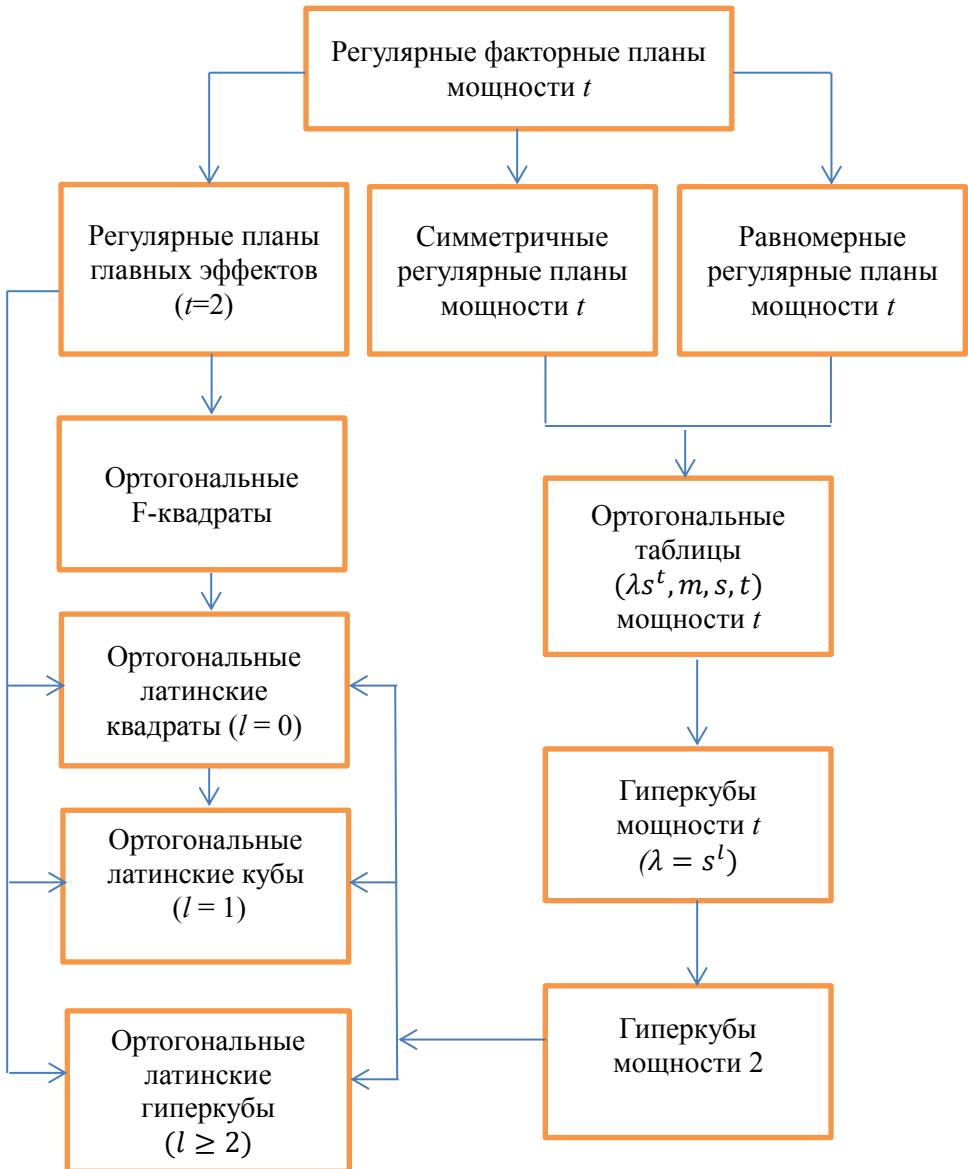 Регулярные факторные планы
мощности t
Регулярные планы
главных эффектов
(t=2)
Симметричные
регулярные планы
мощности t
Равномерные
регулярные планы
мощности t
Ортогональные
F-квадраты
Ортогональные
таблицы
(λsᵗ, m, s, t)
мощности t
Ортогональные
латинские
квадраты (l = 0)
Гиперкубы
мощности t
(λ = sˡ)
Ортогональные
латинские кубы
(l = 1)
Гиперкубы
мощности 2
Ортогональные
латинские
гиперкубы
(l ≥ 2)